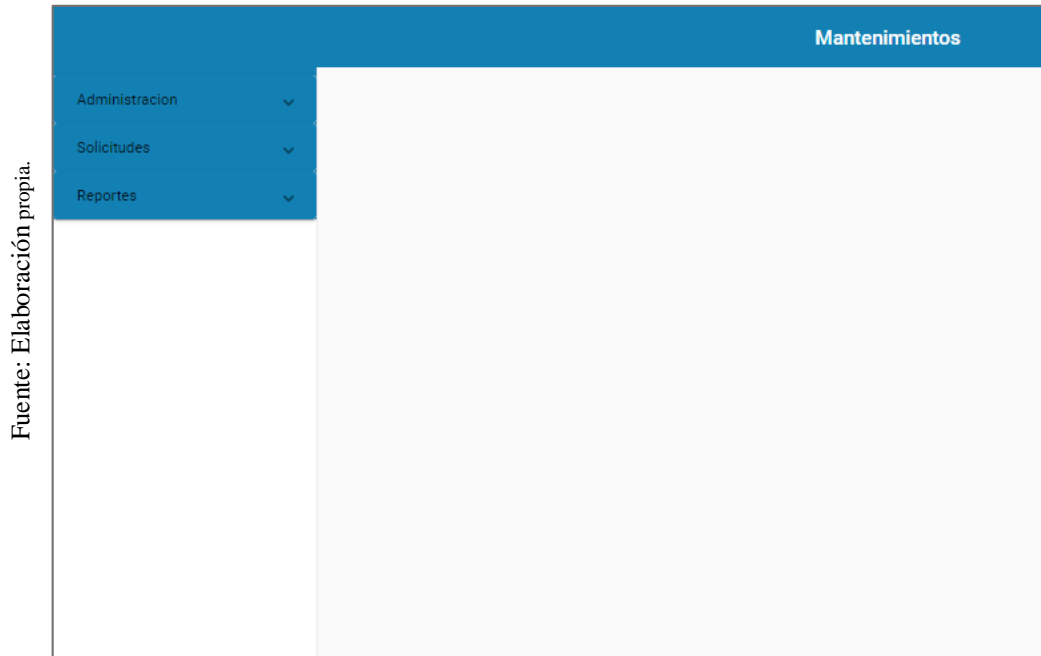 Mantenimientos
Administracion
Solicitudes
Reportes
Fuente: Elaboración propia.